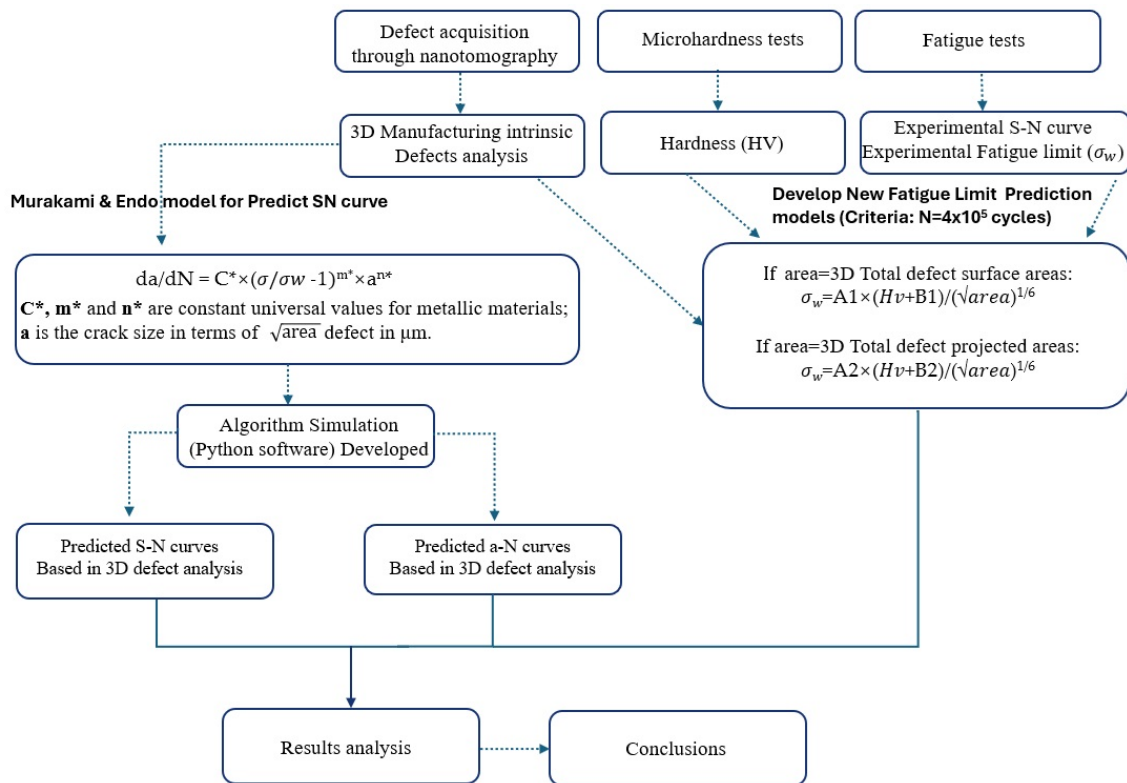 Defect acquisition
through nanotomography
Microhardness tests
Fatigue tests
3D Manufacturing intrinsic
Defects analysis
Hardness (HV)
Experimental S-N curve
Experimental Fatigue limit (σ_w)
Murakami & Endo model for Predict SN curve
Develop New Fatigue Limit Prediction
models (Criteria: N=4x10⁵ cycles)
da/dN = C*×(σ/σw -1)^m*×a^n*
C*, m* and n* are constant universal values for metallic materials;
a is the crack size in terms of √area defect in μm.
If area=3D Total defect surface areas:
σ_w=A1×(Hv+B1)/(√area)^1/6
If area=3D Total defect projected areas:
σ_w=A2×(Hv+B2)/(√area)^1/6
Algorithm Simulation
(Python software) Developed
Predicted S-N curves
Based in 3D defect analysis
Predicted a-N curves
Based in 3D defect analysis
Results analysis
Conclusions